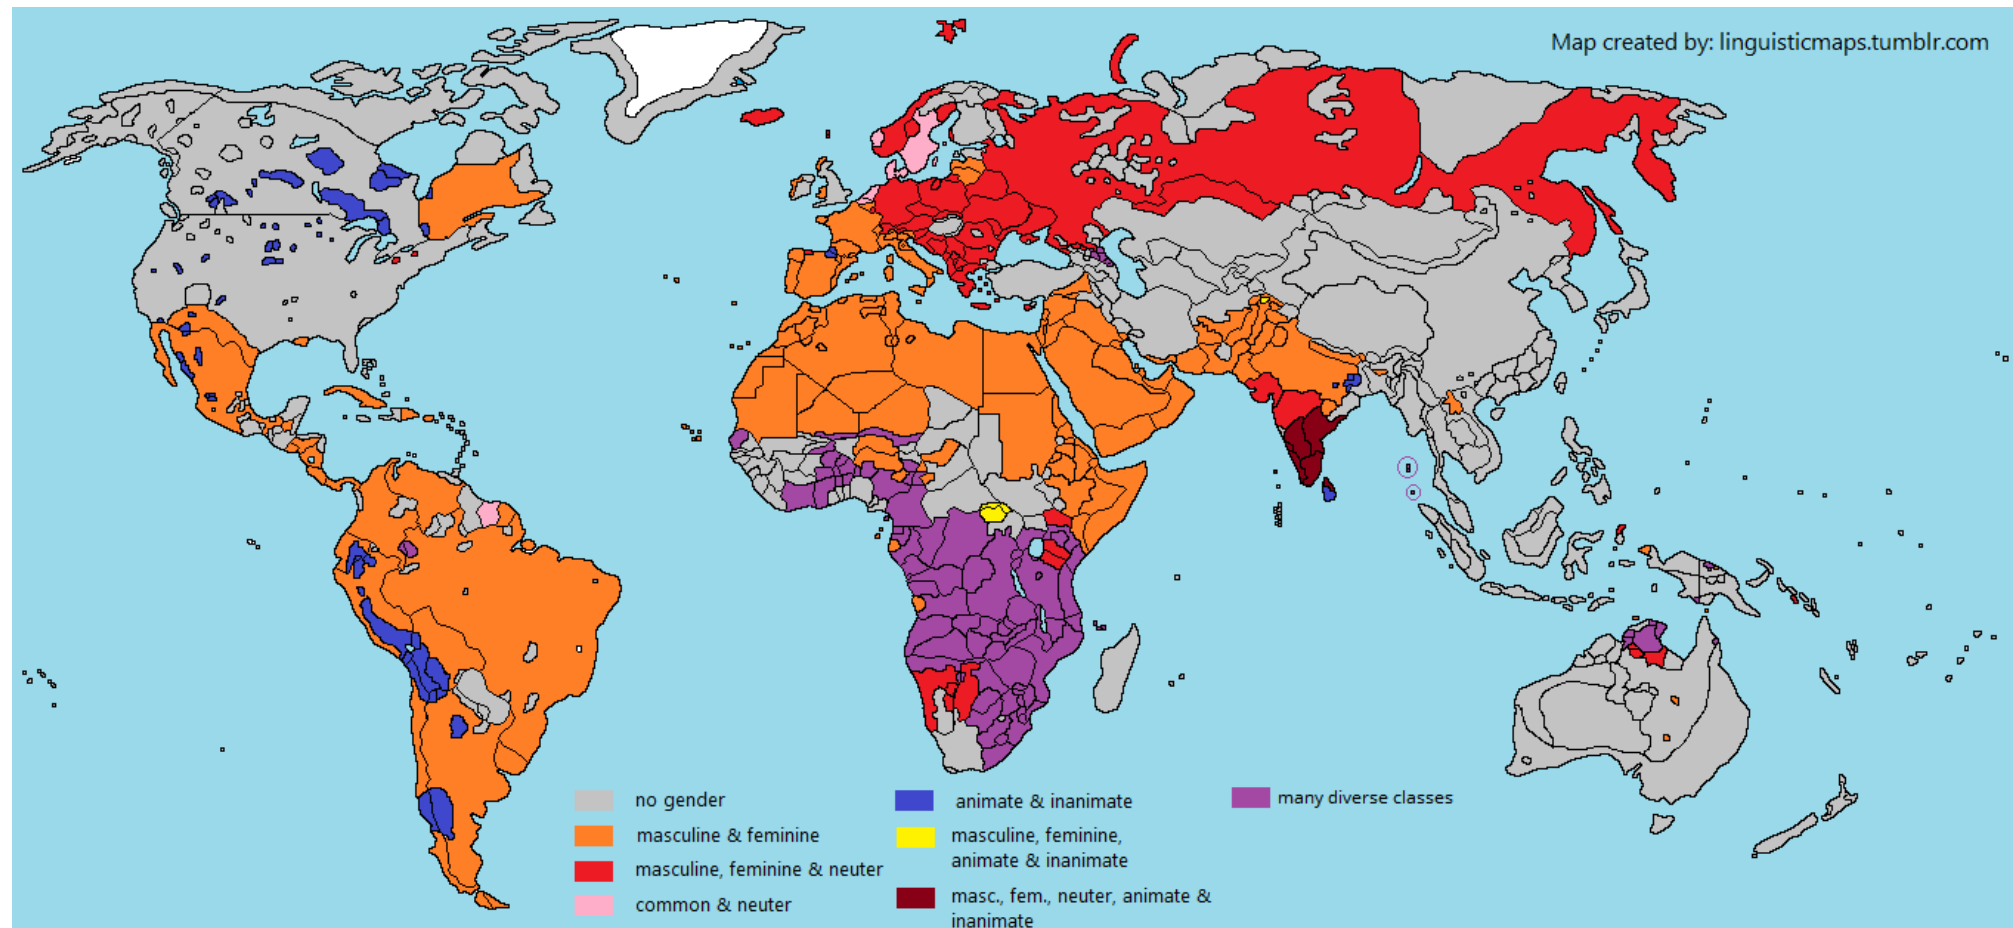 Map created by: linguisticmaps.tumblr.com
no gender
masculine & feminine
masculine, feminine & neuter
common & neuter
animate & inanimate
masculine, feminine,
animate & inanimate
masc., fem., neuter, animate &
inanimate
many diverse classes